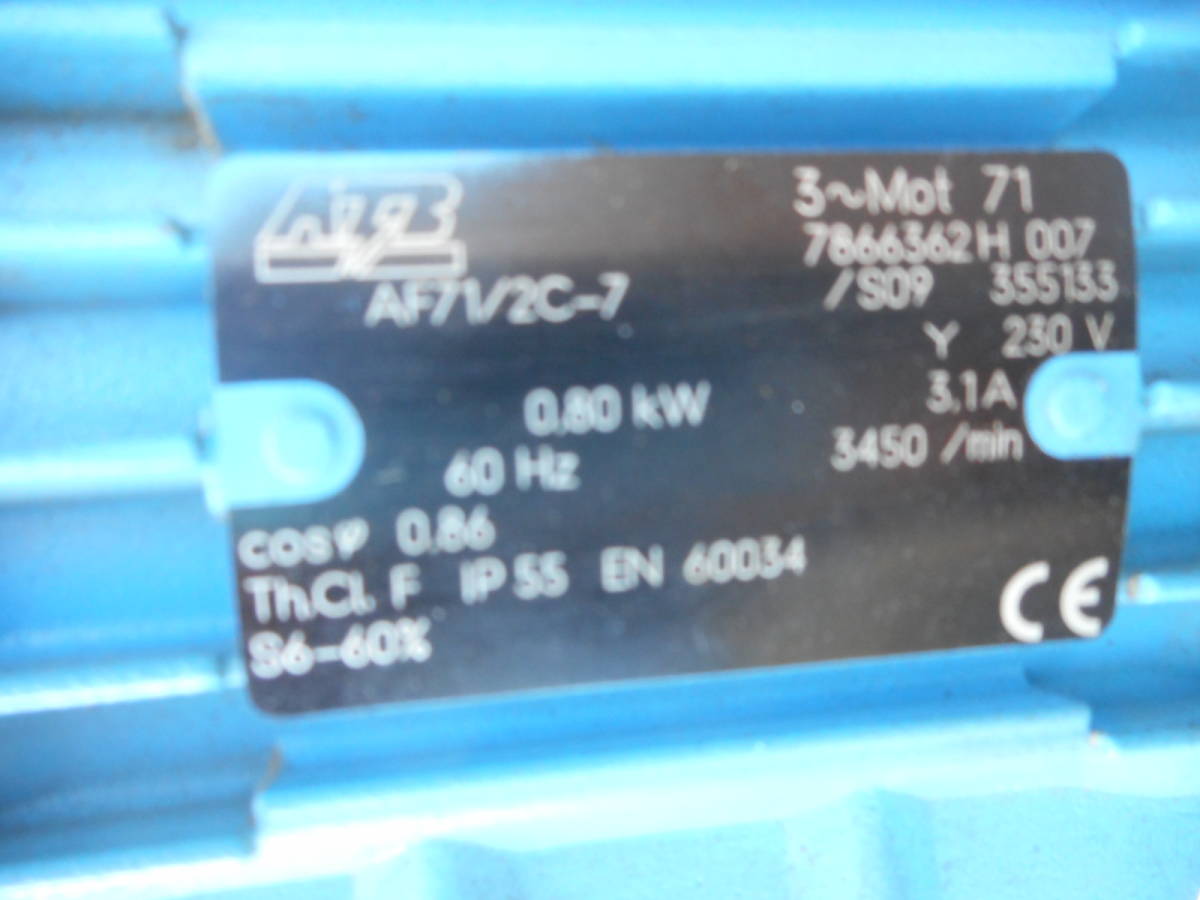 3~Mot 71
7866362 H 007
AF71/2C-7
/S09 355133
Y 230 V
0,80 kW
3,1 A
60 Hz
3450 /min
cosφ 0,86
Th.Cl. F IP 55 EN 60034
S6-60%
CE